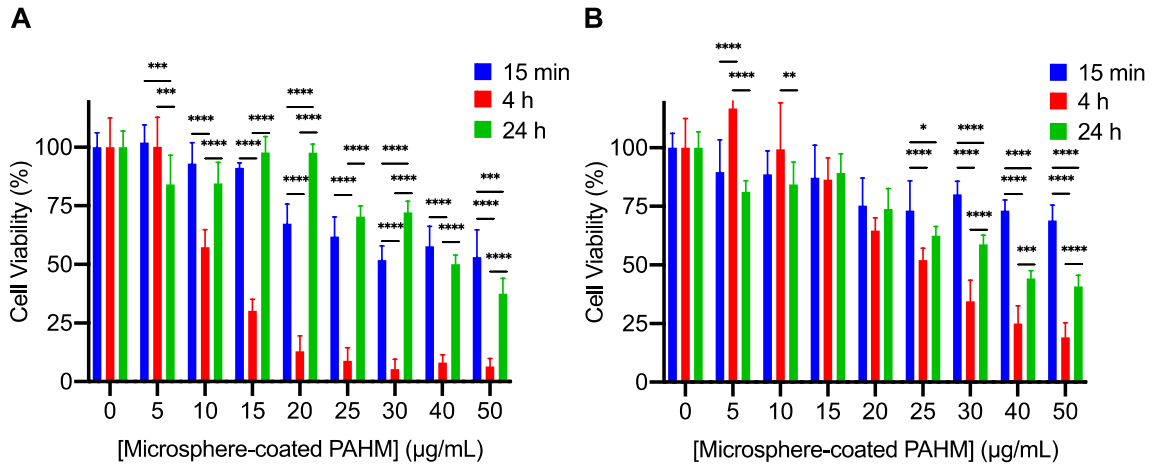 A
15 min
4 h
24 h
Cell Viability (%)
100
75
50
25
0
*** *** **** **** **** **** **** **** **** **** **** **** **** **** **** **** *** **** ****
0 5 10 15 20 25 30 40 50
[Microsphere-coated PAHM] (µg/mL)
B
15 min
4 h
24 h
Cell Viability (%)
100
75
50
25
0
**** **** ** * **** **** **** **** **** **** *** **** **** ****
0 5 10 15 20 25 30 40 50
[Microsphere-coated PAHM] (µg/mL)